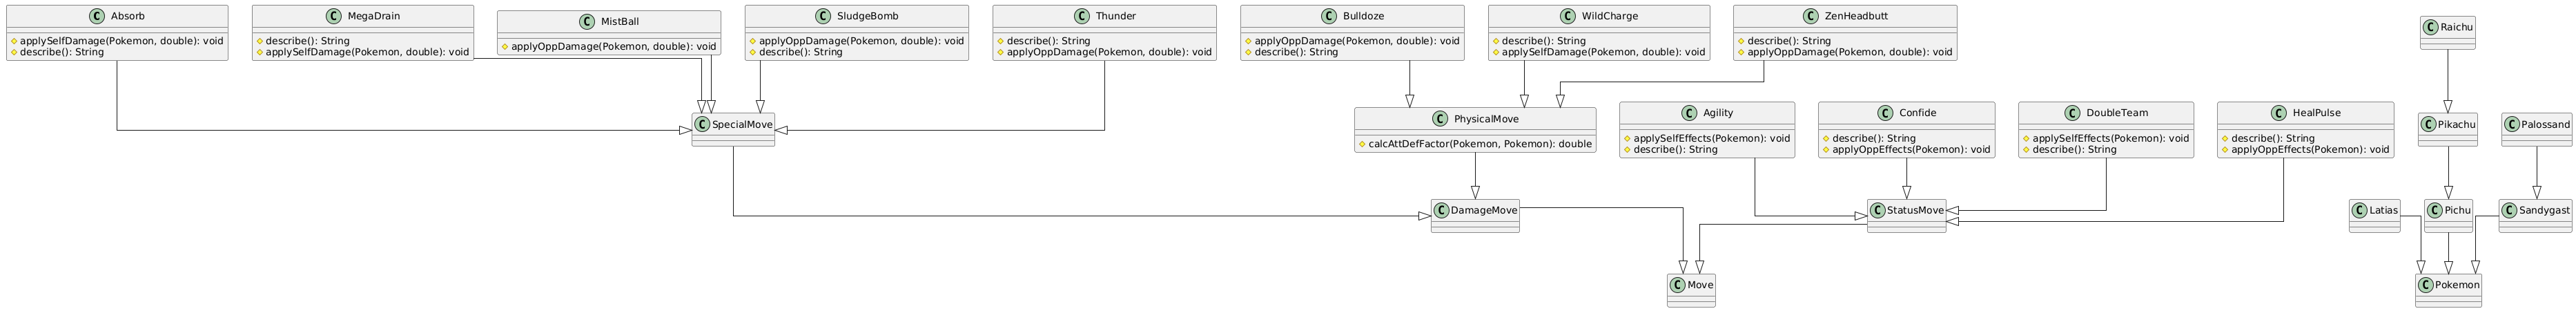 Absorb
applySelfDamage(Pokemon, double): void
describe(): String
MegaDrain
describe(): String
applySelfDamage(Pokemon, double): void
MistBall
applyOppDamage(Pokemon, double): void
SludgeBomb
applyOppDamage(Pokemon, double): void
describe(): String
Thunder
describe(): String
applyOppDamage(Pokemon, double): void
Bulldoze
applyOppDamage(Pokemon, double): void
describe(): String
WildCharge
describe(): String
applySelfDamage(Pokemon, double): void
ZenHeadbutt
describe(): String
applyOppDamage(Pokemon, double): void
Raichu
SpecialMove
PhysicalMove
calcAttDefFactor(Pokemon, Pokemon): double
Agility
applySelfEffects(Pokemon): void
describe(): String
Confide
describe(): String
applyOppEffects(Pokemon): void
DoubleTeam
applySelfEffects(Pokemon): void
describe(): String
HealPulse
describe(): String
applyOppEffects(Pokemon): void
Pikachu
Palossand
DamageMove
StatusMove
Latias
Pichu
Sandygast
Move
Pokemon